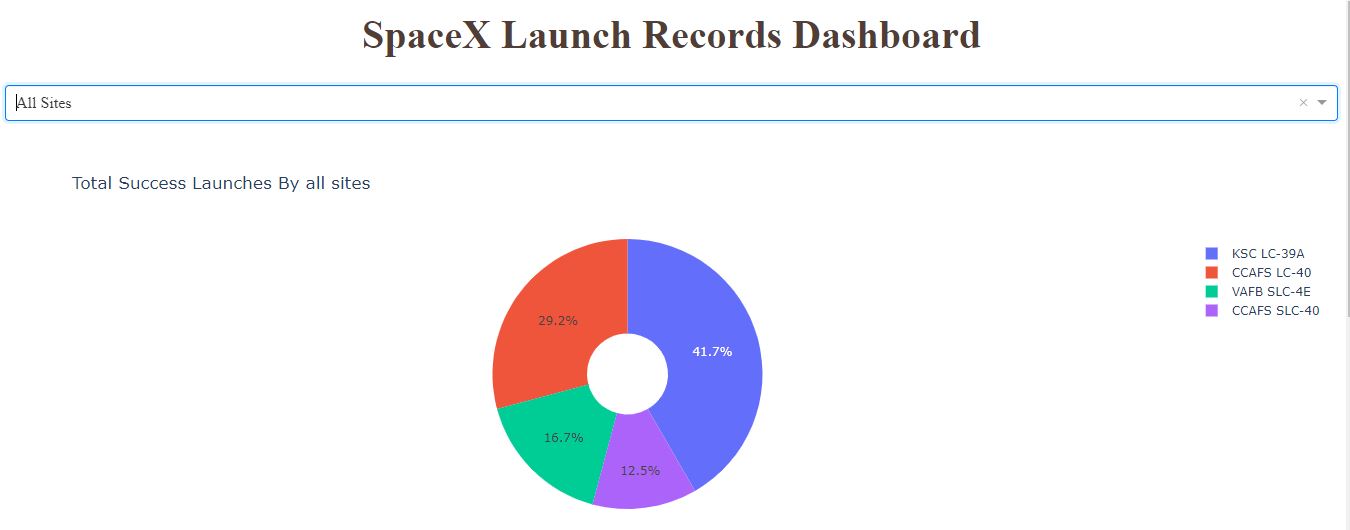 SpaceX Launch Records Dashboard
All Sites
Total Success Launches By all sites
KSC LC-39A
CCAFS LC-40
VAFB SLC-4E
CCAFS SLC-40
29.2%
41.7%
16.7%
12.5%